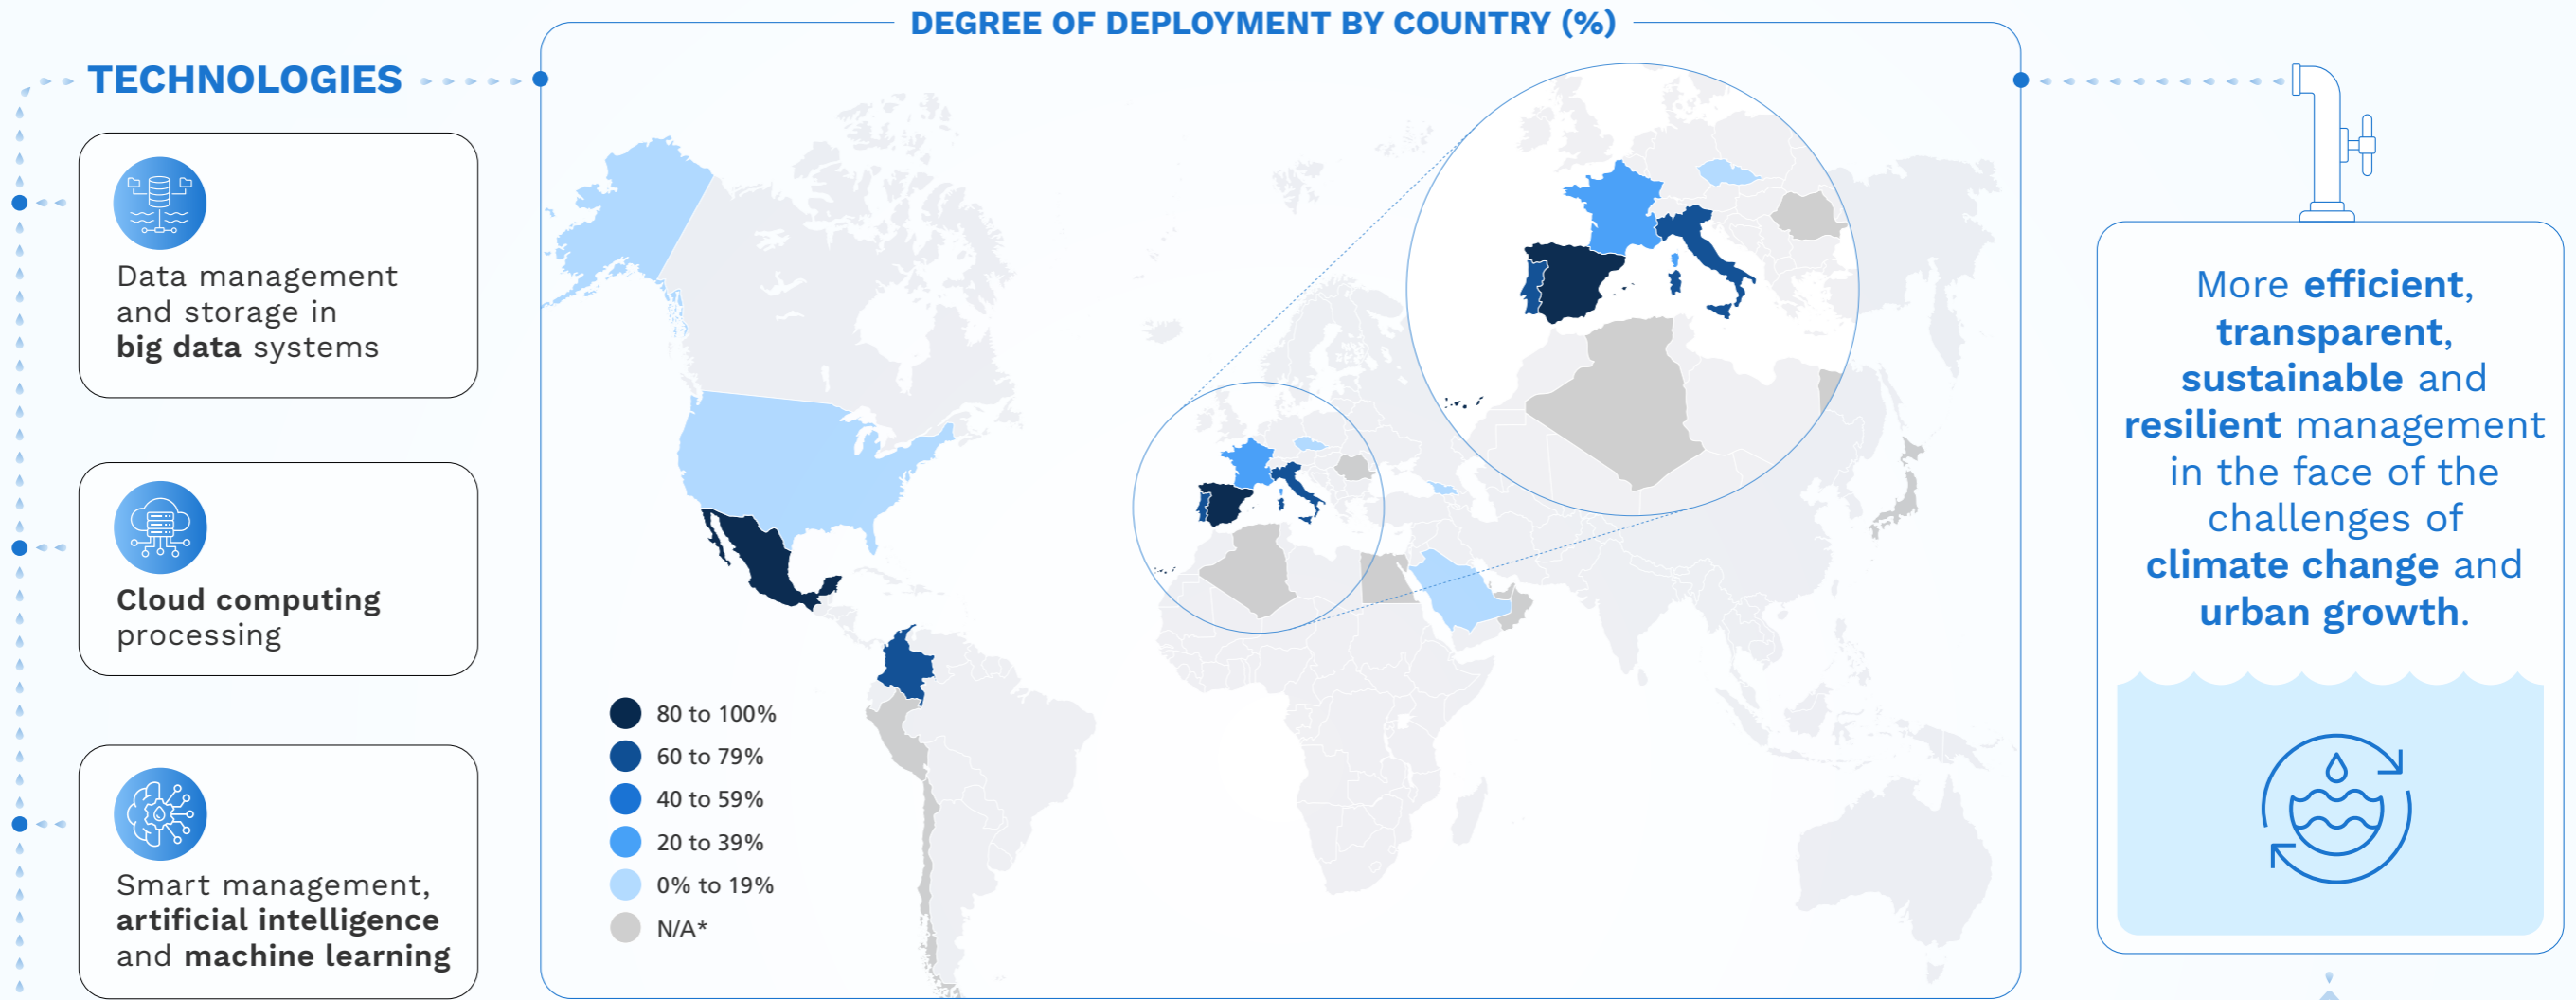 DEGREE OF DEPLOYMENT BY COUNTRY (%)
TECHNOLOGIES
Data management
and storage in
big data systems
Cloud computing
processing
Smart management,
artificial intelligence
and machine learning
80 to 100%
60 to 79%
40 to 59%
20 to 39%
0% to 19%
N/A*
More efficient,
transparent,
sustainable and
resilient management
in the face of the
challenges of
climate change and
urban growth.